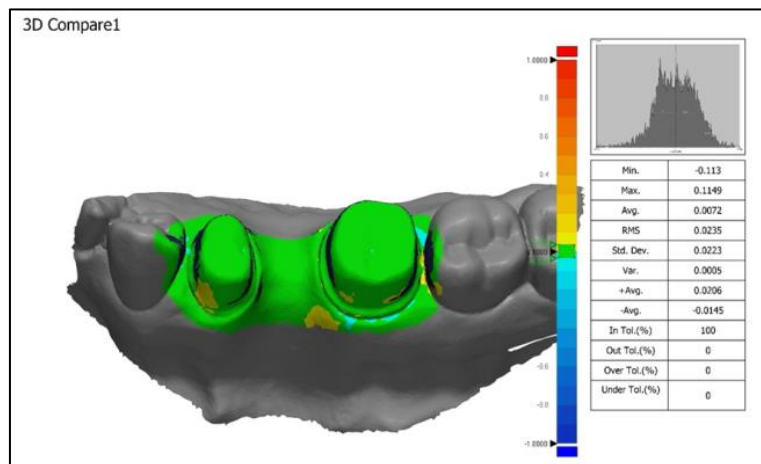 3D Compare1
1.0000
0.8
0.6
0.4
-0.4
-0.6
-0.8
-1.0000
Min. -0.113
Max. 0.1149
Avg. 0.0072
RMS 0.0235
Std. Dev. 0.0223
Var. 0.0005
+Avg. 0.0206
-Avg. -0.0145
In Tol.(%) 100
Out Tol.(%) 0
Over Tol.(%) 0
Under Tol.(%) 0